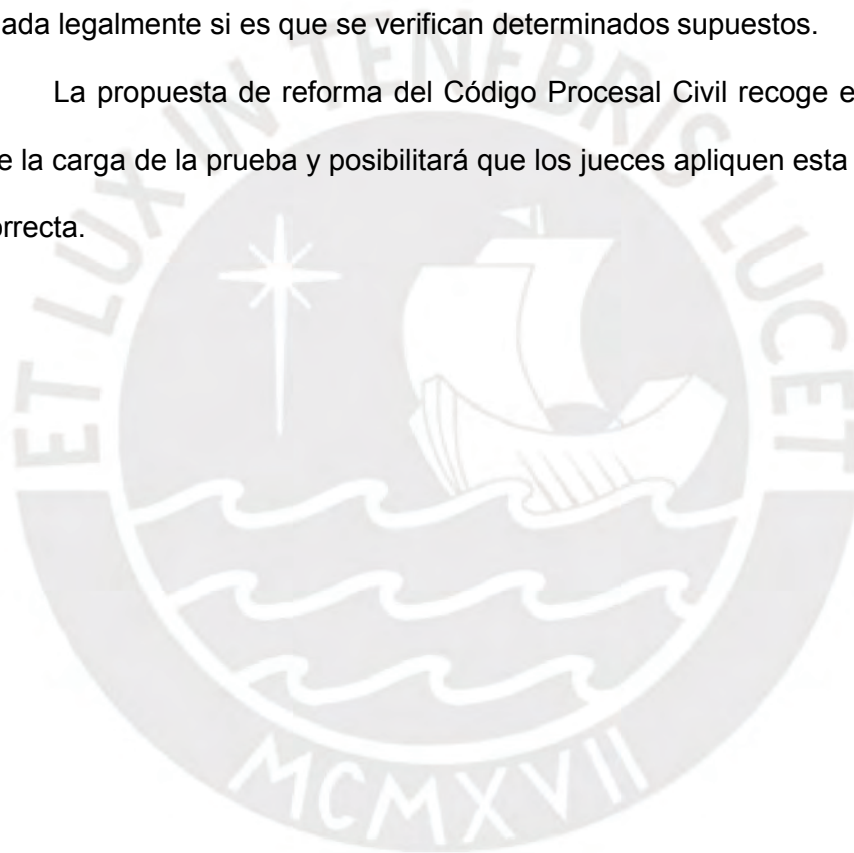 ada legalmente si es que se verifican determinados supuestos.
La propuesta de reforma del Código Procesal Civil recoge e
e la carga de la prueba y posibilitará que los jueces apliquen esta
orrecta.
ET LUX IN TENEBRIS LUCET
MCMXVII